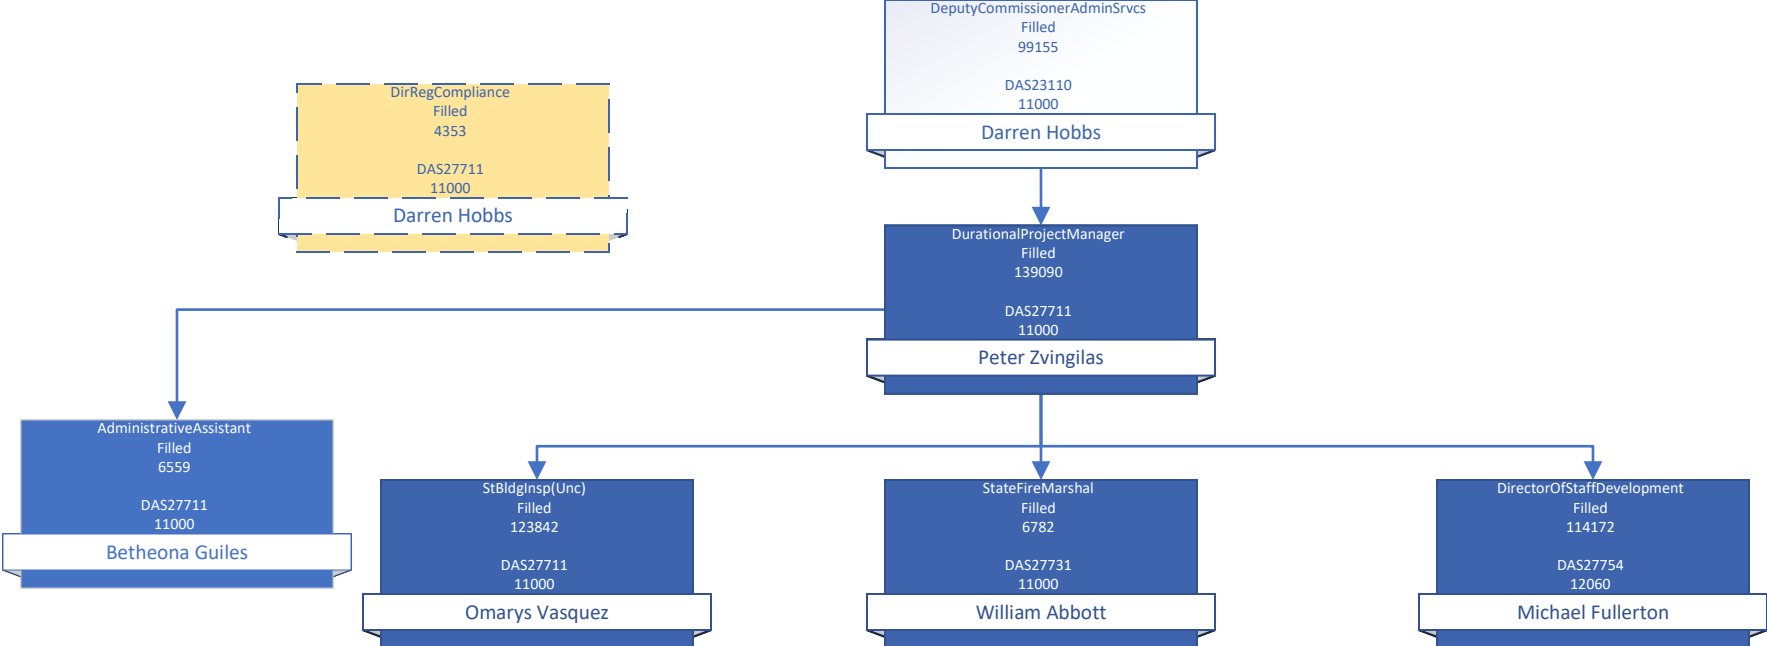 DeputyCommissionerAdminSrvcs
Filled
99155
DAS23110
11000
Darren Hobbs
DirRegCompliance
Filled
4353
DAS27711
11000
Darren Hobbs
DurationalProjectManager
Filled
139090
DAS27711
11000
Peter Zvingilas
AdministrativeAssistant
Filled
6559
DAS27711
11000
Betheona Guiles
StBldgInsp(Unc)
Filled
123842
DAS27711
11000
Omarys Vasquez
StateFireMarshal
Filled
6782
DAS27731
11000
William Abbott
DirectorOfStaffDevelopment
Filled
114172
DAS27754
12060
Michael Fullerton